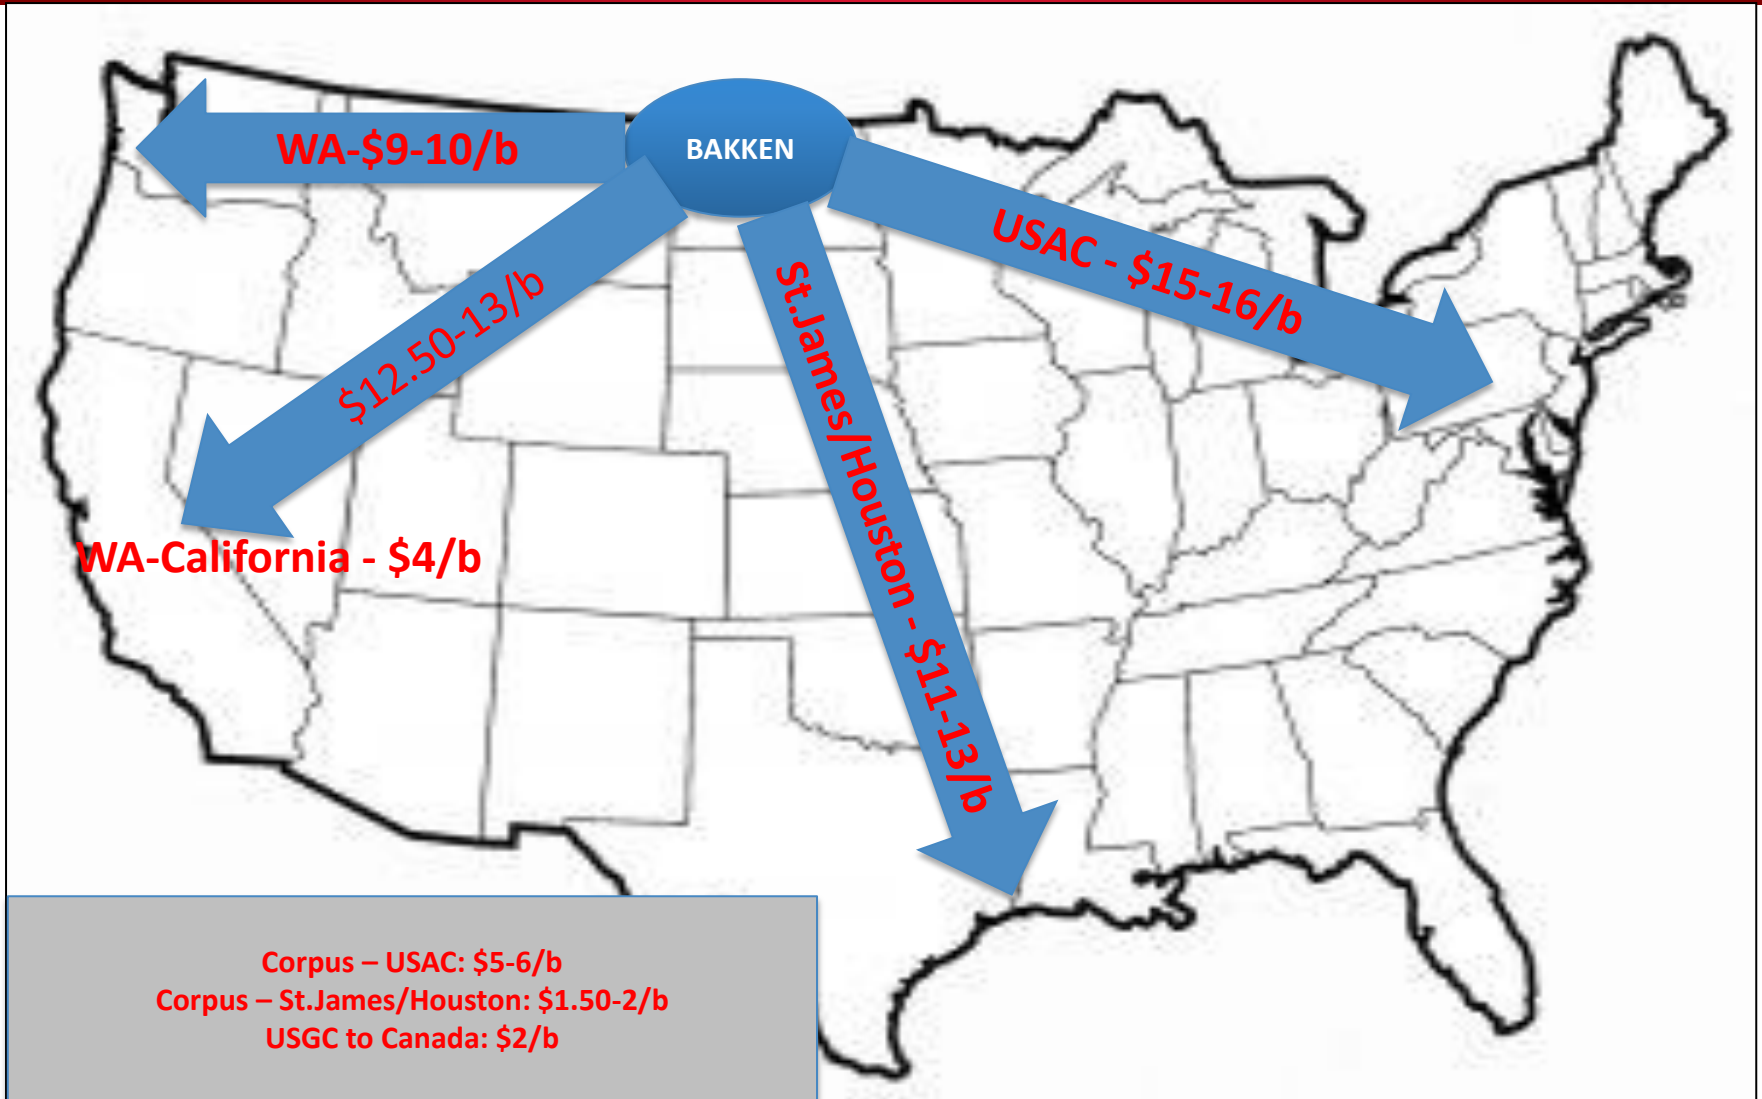 BAKKEN
WA-$9-10/b
USAC - $15-16/b
$12.50-13/b
St.James/Houston - $11-13/b
WA-California - $4/b
Corpus – USAC: $5-6/b
Corpus – St.James/Houston: $1.50-2/b
USGC to Canada: $2/b